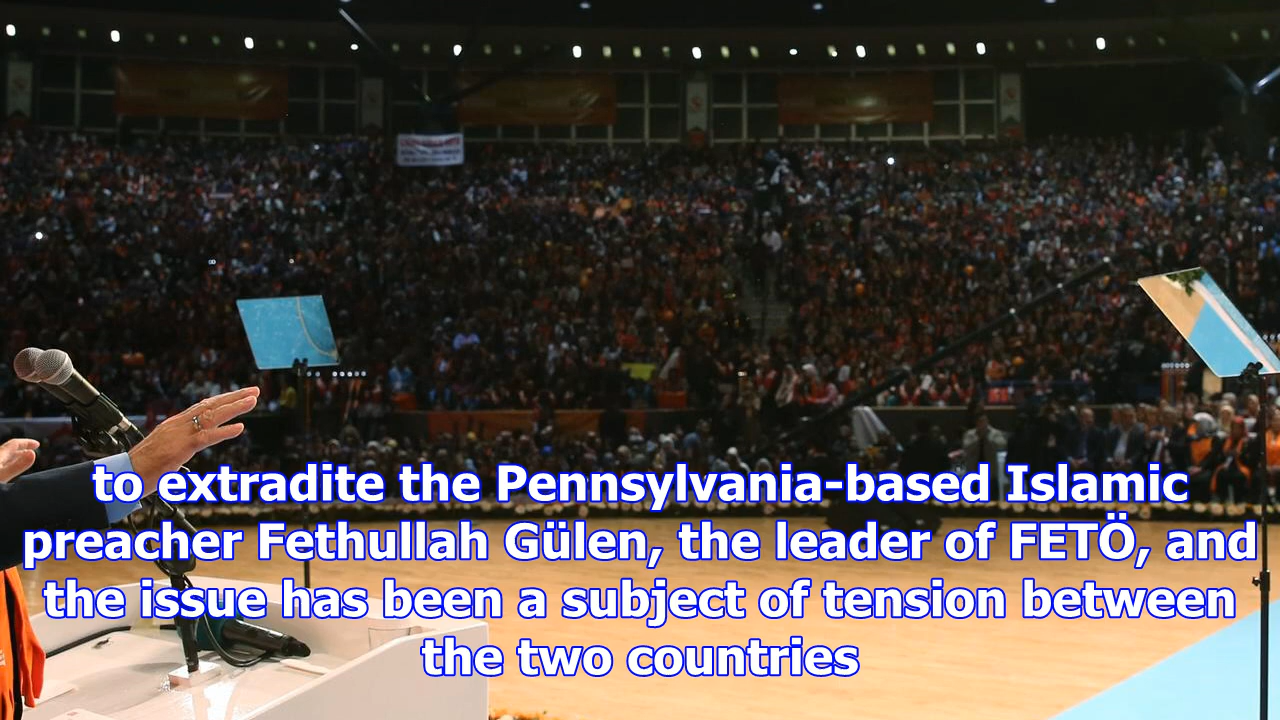 to extradite the Pennsylvania-based Islamic
preacher Fethullah Gülen, the leader of FETÖ, and
the issue has been a subject of tension between
the two countries